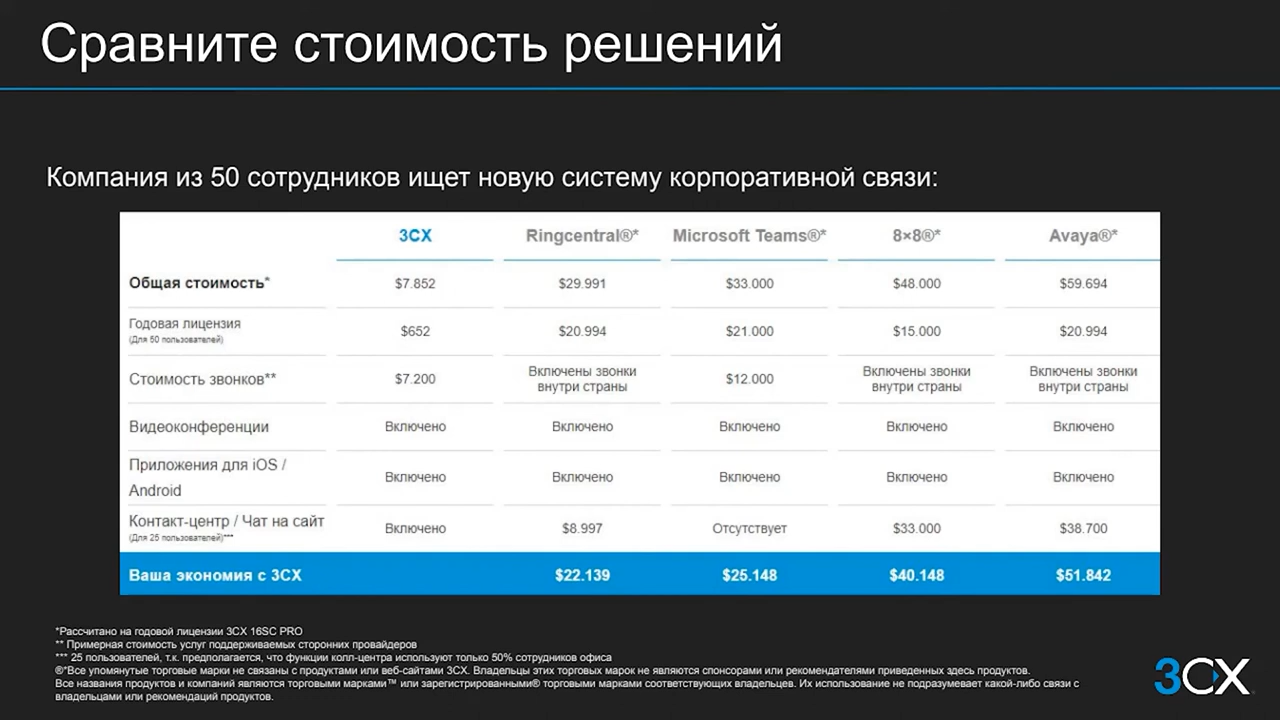 Сравните стоимость решений
Компания из 50 сотрудников ищет новую систему корпоративной связи:
3CX Ringcentral®* Microsoft Teams®* 8×8®* Avaya®*
Общая стоимость* $7.852 $29.991 $33.000 $48.000 $59.694
Годовая лицензия
(Для 50 пользователей)
$652 $20.994 $21.000 $15.000 $20.994
Стоимость звонков** $7.200 Включены звонки внутри страны $12.000 Включены звонки внутри страны Включены звонки внутри страны
Видеоконференции Включено Включено Включено Включено Включено
Приложения для iOS /
Android
Включено Включено Включено Включено Включено
Контакт-центр / Чат на сайт
(Для 25 пользователей)***
Включено $8.997 Отсутствует $33.000 $38.700
Ваша экономия с 3CX $22.139 $25.148 $40.148 $51.842
*Рассчитано на годовой лицензии 3CX 16SC PRO
** Примерная стоимость услуг поддерживаемых сторонних провайдеров
*** 25 пользователей, т.к. предполагается, что функции колл-центра используют только 50% сотрудников офиса
®*Все упомянутые торговые марки не связаны с продуктами или веб-сайтами 3CX. Владельцы этих торговых марок не являются спонсорами или рекомендателями приведенных здесь продуктов.
Все названия продуктов и компаний являются торговыми марками™ или зарегистрированными® торговыми марками соответствующих владельцев. Их использование не подразумевает какой-либо связи с
владельцами или рекомендаций продуктов.
3CX